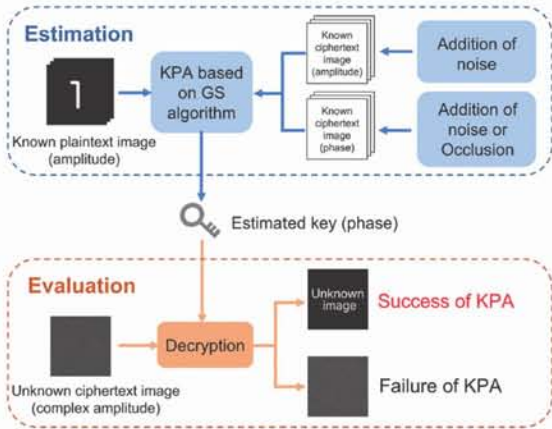 Estimation
7
Known plaintext image
(amplitude)
KPA based
on GS
algorithm
Known
ciphertext
image
(amplitude)
Addition of
noise
Known
ciphertext
image
(phase)
Addition of
noise or
Occlusion
Estimated key (phase)
Evaluation
Unknown ciphertext image
(complex amplitude)
Decryption
Unknown
image
Success of KPA
Failure of KPA